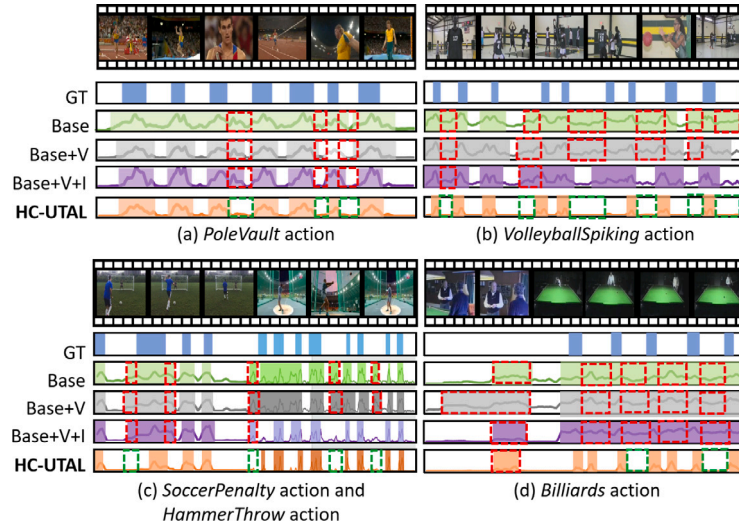 GT
Base
Base+V
Base+V+I
HC-UTAL
(a) PoleVault action
(b) VolleyballSpiking action
GT
Base
Base+V
Base+V+I
HC-UTAL
(c) SoccerPenalty action and
HammerThrow action
(d) Billiards action